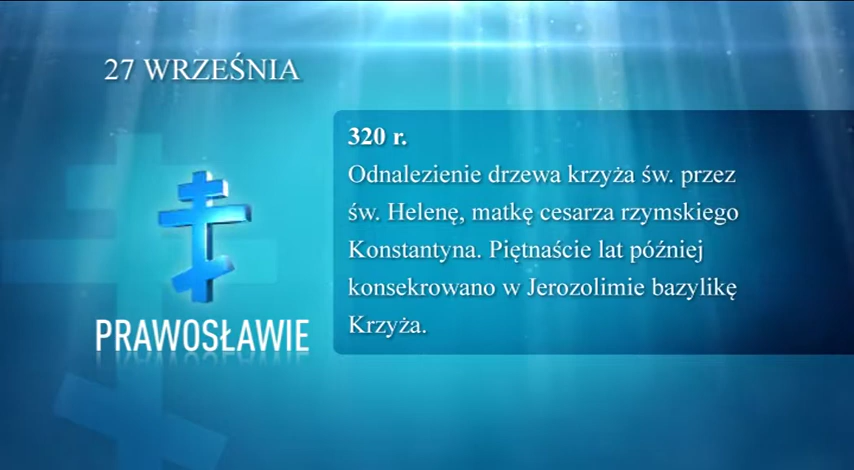 27 WRZEŚNIA
320 r.
Odnalezienie drzewa krzyża św. przez
św. Helenę, matkę cesarza rzymskiego
Konstantyna. Piętnaście lat później
konsekrowano w Jerozolimie bazylikę
Krzyża.
PRAWOSŁAWIE